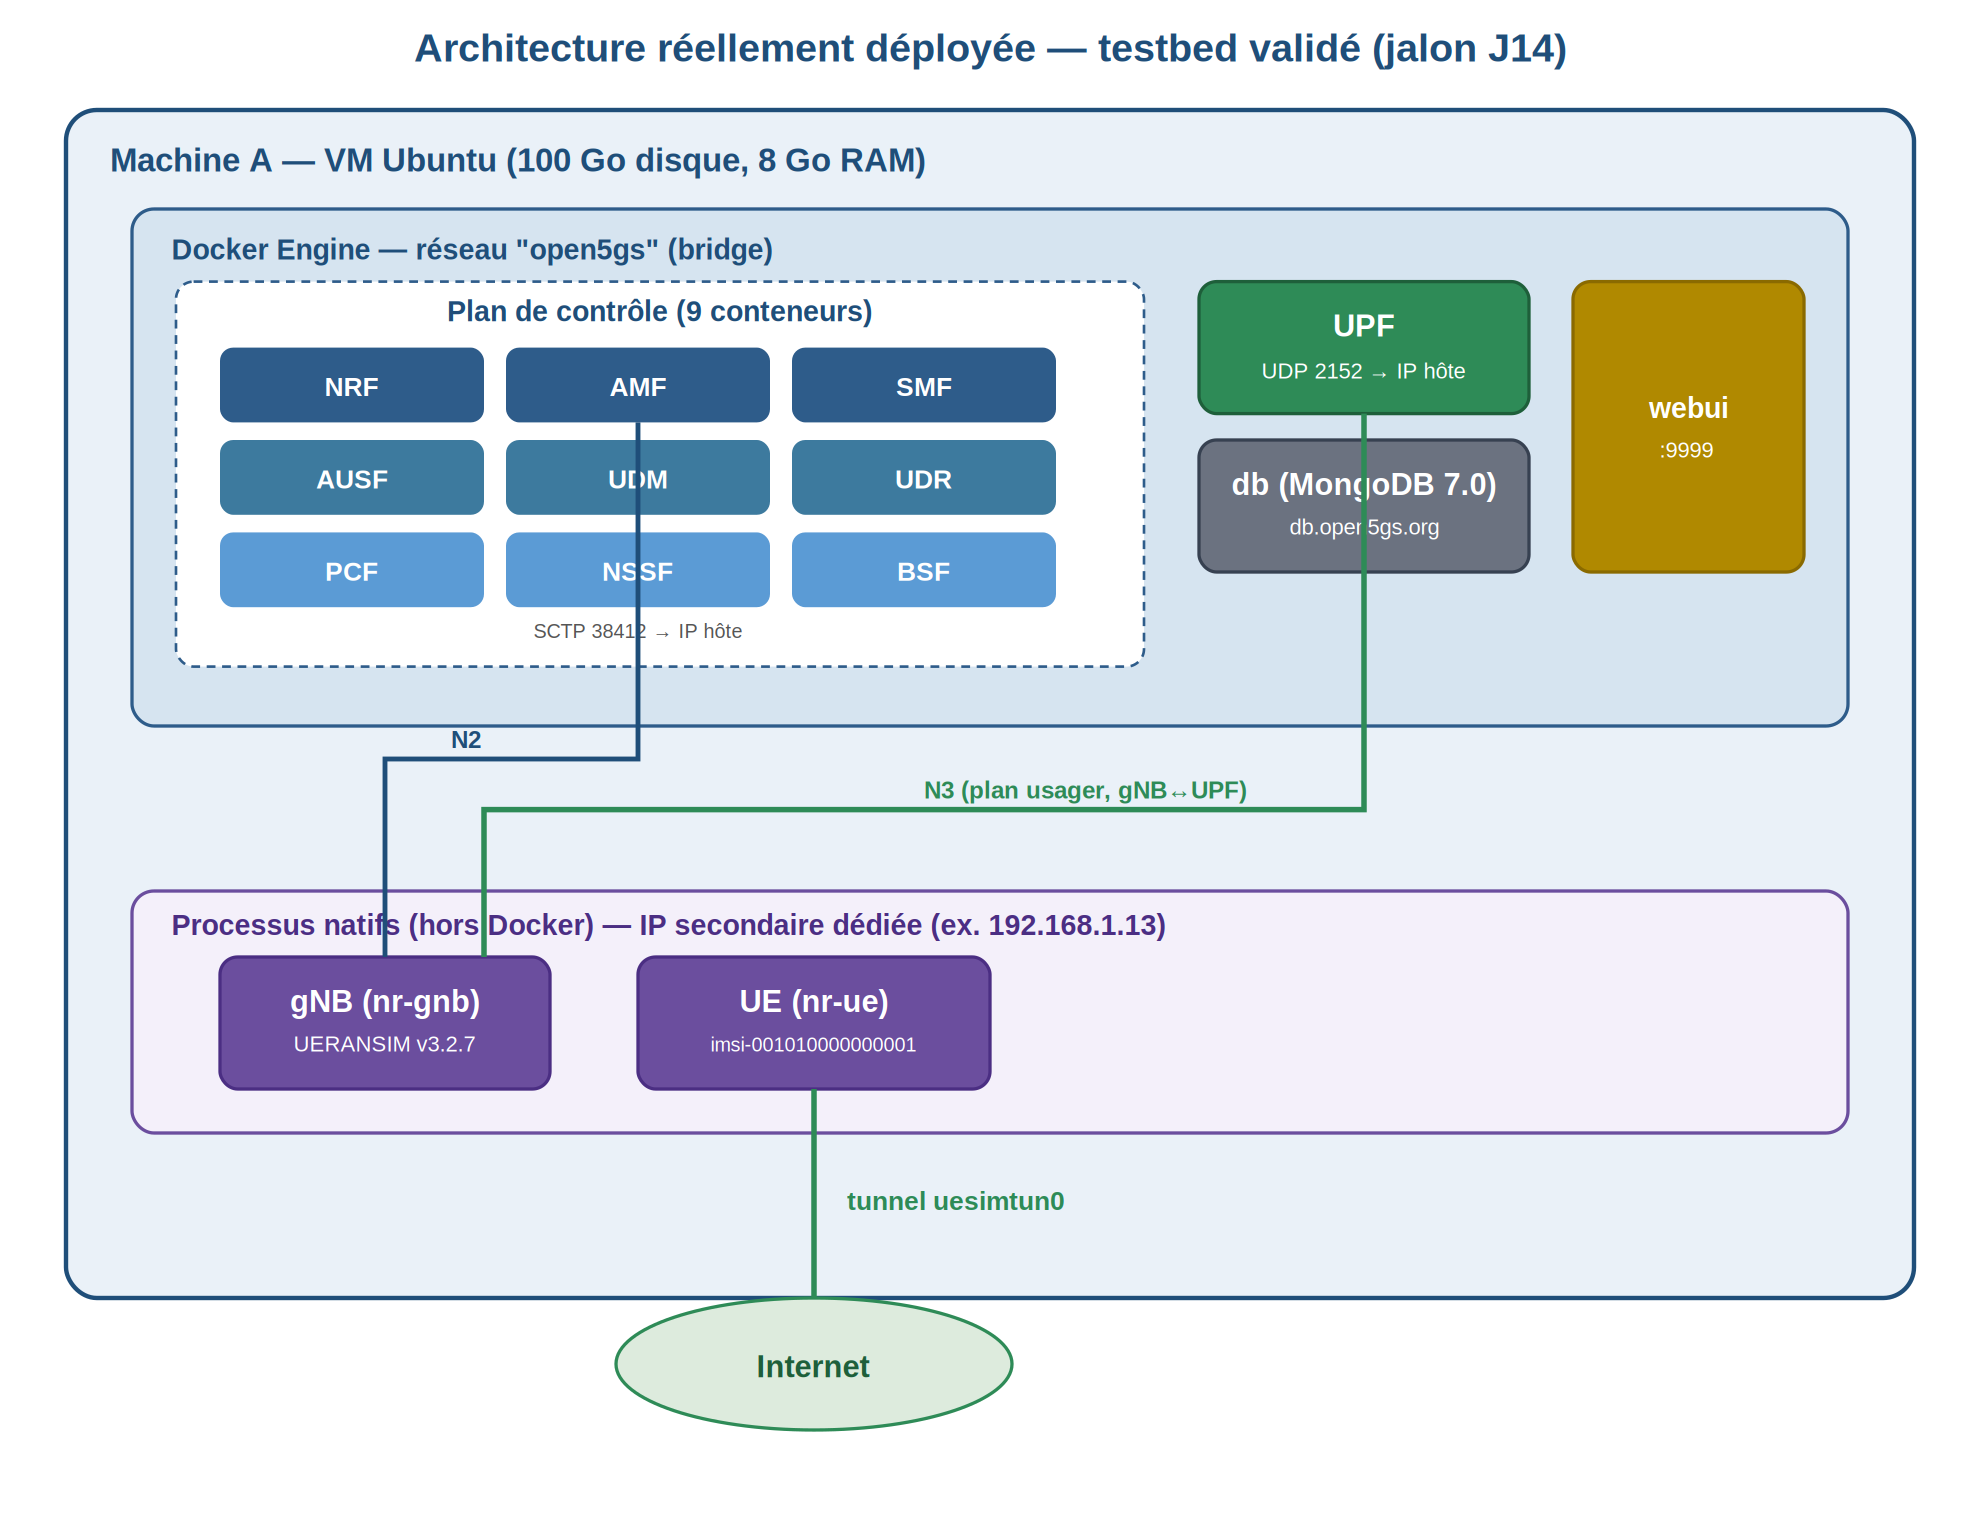 Architecture réellement déployée — testbed validé (jalon J14)
Machine A — VM Ubuntu (100 Go disque, 8 Go RAM)
Docker Engine — réseau "open5gs" (bridge)
Plan de contrôle (9 conteneurs)
NRF
AMF
SMF
AUSF
UDM
UDR
PCF
NSSF
BSF
SCTP 38412 → IP hôte
UPF
UDP 2152 → IP hôte
db (MongoDB 7.0)
db.open5gs.org
webui
:9999
N2
N3 (plan usager, gNB↔UPF)
Processus natifs (hors Docker) — IP secondaire dédiée (ex. 192.168.1.13)
gNB (nr-gnb)
UERANSIM v3.2.7
UE (nr-ue)
imsi-001010000000001
tunnel uesimtun0
Internet